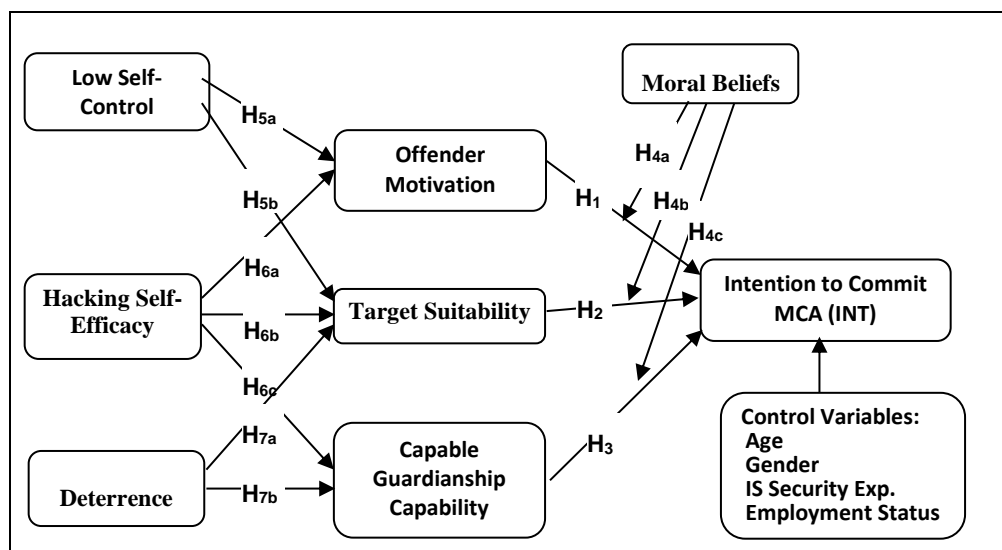 Low Self-
Control
Moral Beliefs
H5a
Offender
Motivation
H4a
H5b
H1
H4b
H4c
H6a
Hacking Self-
Efficacy
Target Suitability
H2
Intention to Commit
MCA (INT)
H6b
H6c
H7a
Capable
Guardianship
Capability
H3
Deterrence
H7b
Control Variables:
Age
Gender
IS Security Exp.
Employment Status